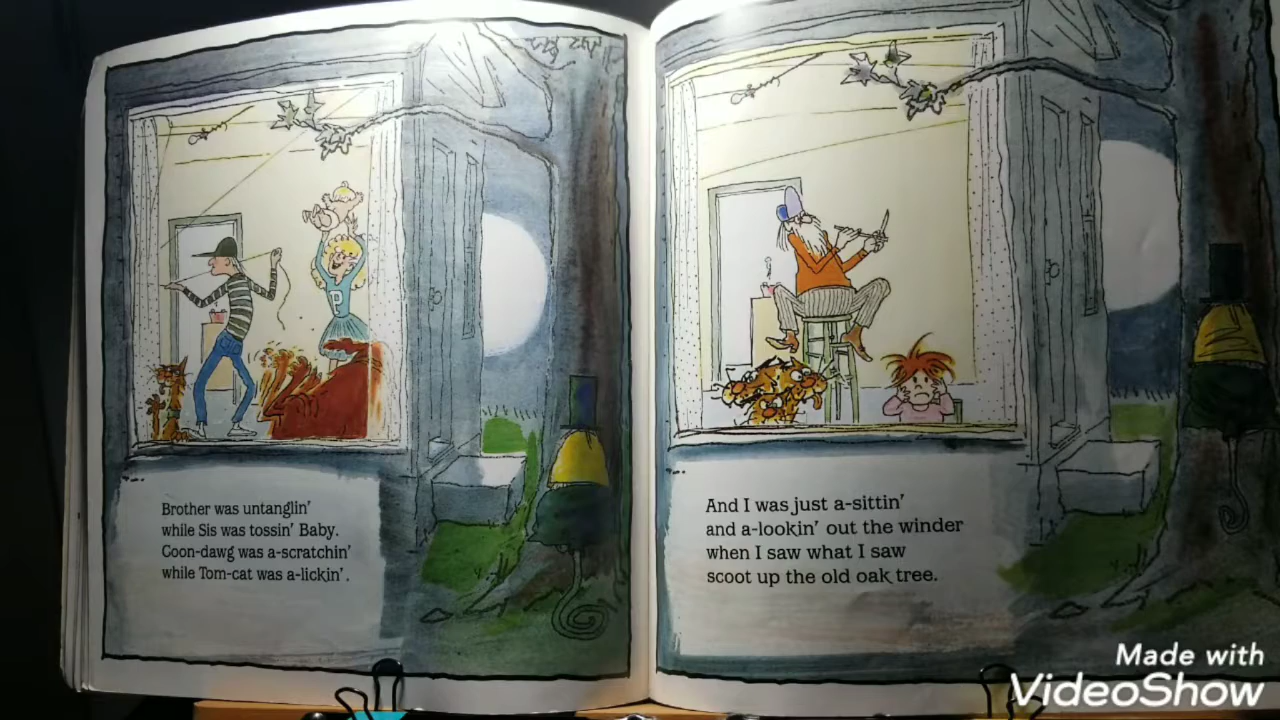 Brother was untanglin'
while Sis was tossin' Baby.
Coon-dawg was a-scratchin'
while Tom-cat was a-lickin'.
P
And I was just a-sittin'
and a-lookin' out the winder
when I saw what I saw
scoot up the old oak tree.
Made with
VideoShow